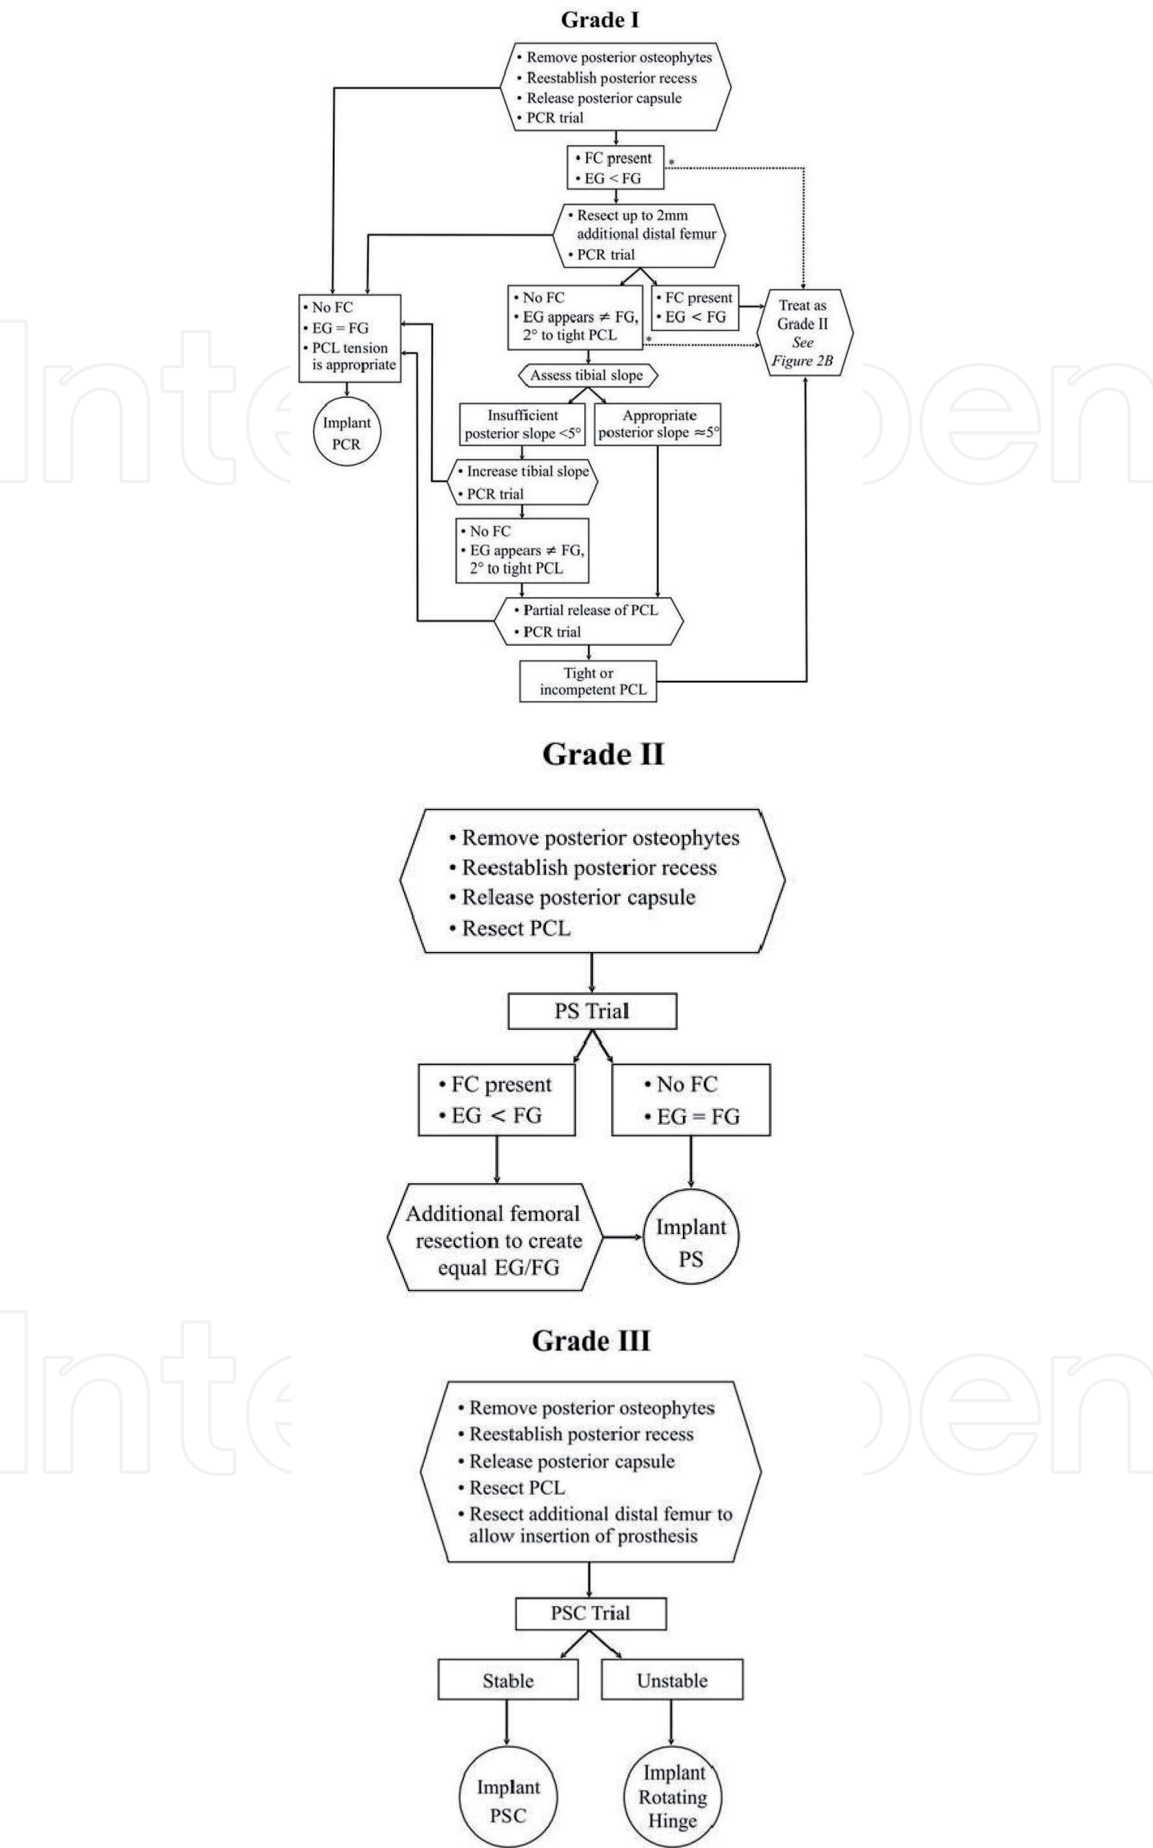 Grade I
• Remove posterior osteophytes
• Reestablish posterior recess
• Release posterior capsule
• PCR trial
• FC present
• EG < FG
*
• Resect up to 2mm
additional distal femur
• PCR trial
• No FC
• EG = FG
• PCL tension
is appropriate
Implant
PCR
• No FC
• EG appears ≠ FG,
2° to tight PCL
*
• FC present
• EG < FG
Treat as
Grade II
See
Figure 2B
Assess tibial slope
Insufficient
posterior slope <5°
Appropriate
posterior slope ≈5°
• Increase tibial slope
• PCR trial
• No FC
• EG appears ≠ FG,
2° to tight PCL
• Partial release of PCL
• PCR trial
Tight or
incompetent PCL
Grade II
• Remove posterior osteophytes
• Reestablish posterior recess
• Release posterior capsule
• Resect PCL
PS Trial
• FC present
• EG < FG
• No FC
• EG = FG
Additional femoral
resection to create
equal EG/FG
Implant
PS
Grade III
• Remove posterior osteophytes
• Reestablish posterior recess
• Release posterior capsule
• Resect PCL
• Resect additional distal femur to
allow insertion of prosthesis
PSC Trial
Stable
Unstable
Implant
PSC
Implant
Rotating
Hinge